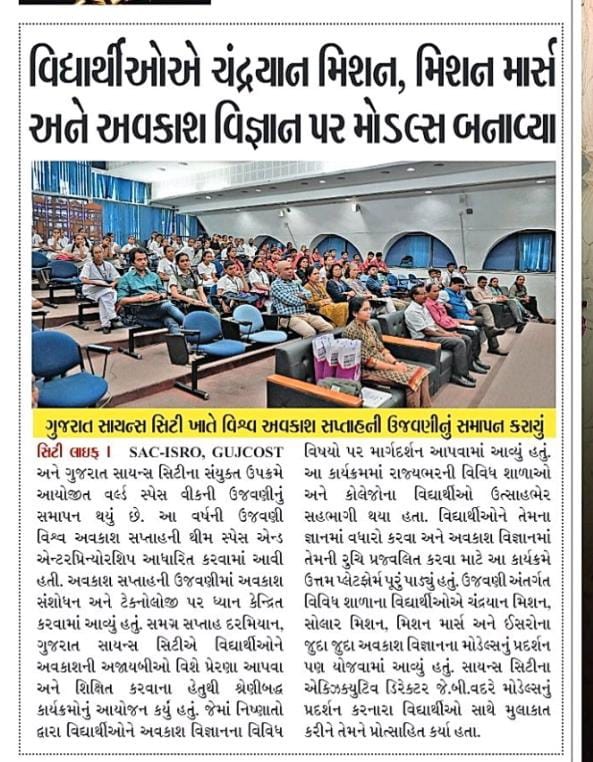 વિદ્યાર્થીઓએ ચંદ્રયાન મિશન, મિશન માર્સ
અને અવકાશ વિજ્ઞાન પર મોડલ્સ બનાવ્યા
ગુજરાત સાયન્સ સિટી ખાતે વિશ્વ અવકાશ સપ્તાહની ઉજવણીનું સમાપન કરાયું
સિટી લાઇફ । SAC-ISRO, GUJCOST
અને ગુજરાત સાયન્સ સિટીના સંયુક્ત ઉપક્રમે
આયોજીત વર્લ્ડ સ્પેસ વીકની ઉજવણીનું
સમાપન થયું છે. આ વર્ષની ઉજવણી
વિશ્વ અવકાશ સપ્તાહની થીમ સ્પેસ એન્ડ
એન્ટરપ્રિન્યોરશિપ આધારિત કરવામાં આવી
હતી. અવકાશ સપ્તાહની ઉજવણીમાં અવકાશ
સંશોધન અને ટેકનોલોજી પર ધ્યાન કેન્દ્રિત
કરવામાં આવ્યું હતું. સમગ્ર સપ્તાહ દરમિયાન,
ગુજરાત સાયન્સ સિટીએ વિદ્યાર્થીઓને
અવકાશની અજાયબીઓ વિશે પ્રેરણા આપવા
અને શિક્ષિત કરવાના હેતુથી શ્રેણીબદ્ધ
કાર્યક્રમોનું આયોજન કર્યું હતું. જેમાં નિષ્ણાતો
દ્વારા વિદ્યાર્થીઓને અવકાશ વિજ્ઞાનના વિવિધ
વિષયો પર માર્ગદર્શન આપવામાં આવ્યું હતું.
આ કાર્યક્રમમાં રાજ્યભરની વિવિધ શાળાઓ
અને કોલેજોના વિદ્યાર્થીઓ ઉત્સાહભેર
સહભાગી થયા હતા. વિદ્યાર્થીઓને તેમના
જ્ઞાનમાં વધારો કરવા અને અવકાશ વિજ્ઞાનમાં
તેમની રુચિ પ્રજ્વલિત કરવા માટે આ કાર્યક્રમે
ઉત્તમ પ્લેટફોર્મ પૂરું પાડ્યું હતું. ઉજવણી અંતર્ગત
વિવિધ શાળાના વિદ્યાર્થીઓએ ચંદ્રયાન મિશન,
સોલાર મિશન, મિશન માર્સ અને ઈસરોના
જુદા જુદા અવકાશ વિજ્ઞાનના મોડેલ્સનું પ્રદર્શન
પણ યોજવામાં આવ્યું હતું. સાયન્સ સિટીના
એક્ઝિક્યુટિવ ડિરેક્ટર જે.બી.વદરે મોડેલ્સનું
પ્રદર્શન કરનારા વિદ્યાર્થીઓ સાથે મુલાકાત
કરીને તેમને પ્રોત્સાહિત કર્યા હતા.